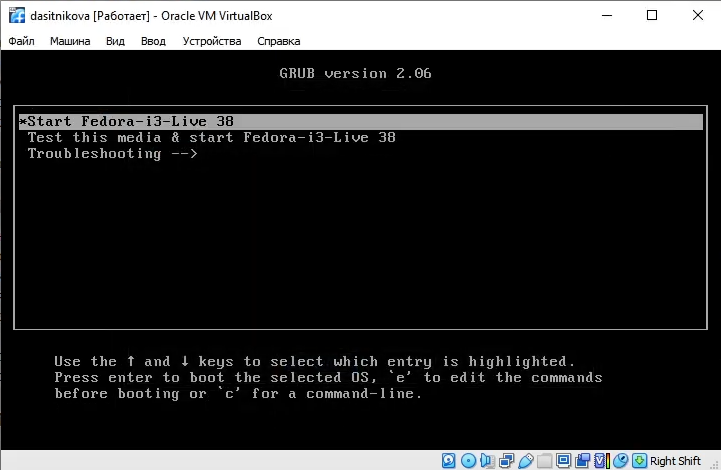 dasitnikova [Работает] - Oracle VM VirtualBox
Файл Машина Вид Ввод Устройства Справка
GRUB version 2.06
*Start Fedora-i3-Live 38
Test this media & start Fedora-i3-Live 38
Troubleshooting -->
Use the ↑ and ↓ keys to select which entry is highlighted.
Press enter to boot the selected OS, `e' to edit the commands
before booting or `c' for a command-line.
Right Shift